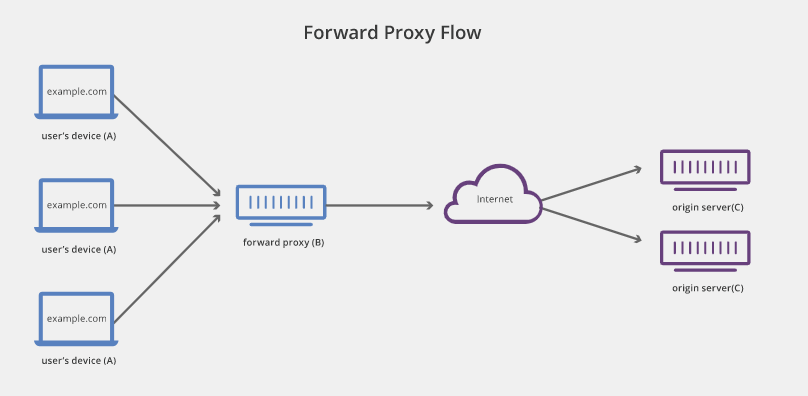 Forward Proxy Flow
example.com
user's device (A)
example.com
user's device (A)
example.com
user's device (A)
forward proxy (B)
Internet
origin server(C)
origin server(C)